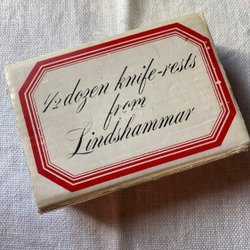 1/2 dozen knife-rests
from
Lindshammar